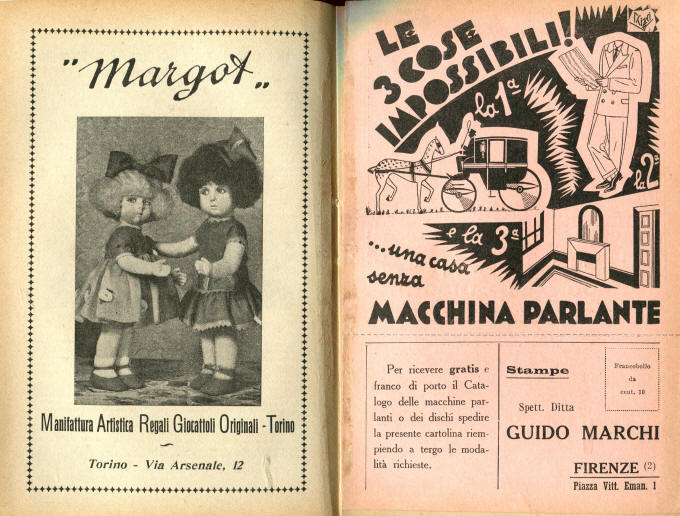 "Margot„
Manifattura Artistica Regali Giocattoli Originali - Torino
Torino - Via Arsenale, 12
LE
3 COSE
IMPOSSIBILI!
la 1ª
la 2ª
e la 3ª
...una casa
senza
MACCHINA PARLANTE
Per ricevere gratis e
franco di porto il Cata-
logo delle macchine par-
lanti o dei dischi spedire
la presente cartolina riem-
piendo a tergo le moda-
lità richieste.
Stampe
Francobollo
da
cent. 10
Spett. Ditta
GUIDO MARCHI
FIRENZE (2)
Piazza Vitt. Eman. 1